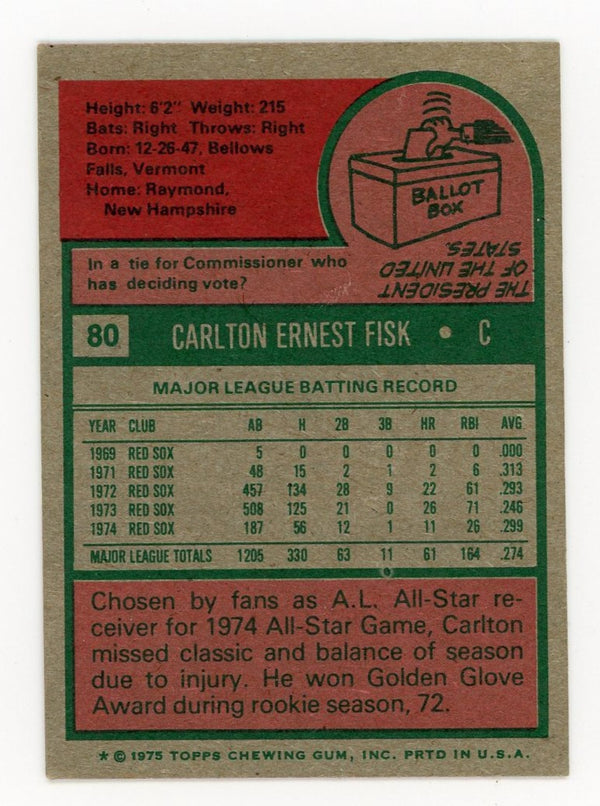 Height: 6'2" Weight: 215
Bats: Right Throws: Right
Born: 12-26-47, Bellows
Falls, Vermont
Home: Raymond,
New Hampshire
BALLOT
BOX
In a tie for Commissioner who
has deciding vote?
THE PRESIDENT
OF THE UNITED
STATES.
80 CARLTON ERNEST FISK • C
MAJOR LEAGUE BATTING RECORD
YEAR CLUB AB H 2B 3B HR RBI AVG
1969 RED SOX 5 0 0 0 0 0 .000
1971 RED SOX 48 15 2 1 2 6 .313
1972 RED SOX 457 134 28 9 22 61 .293
1973 RED SOX 508 125 21 0 26 71 .246
1974 RED SOX 187 56 12 1 11 26 .299
MAJOR LEAGUE TOTALS 1205 330 63 11 61 164 .274
Chosen by fans as A.L. All-Star re-
ceiver for 1974 All-Star Game, Carlton
missed classic and balance of season
due to injury. He won Golden Glove
Award during rookie season, 72.
* © 1975 TOPPS CHEWING GUM, INC. PRTD IN U.S.A.